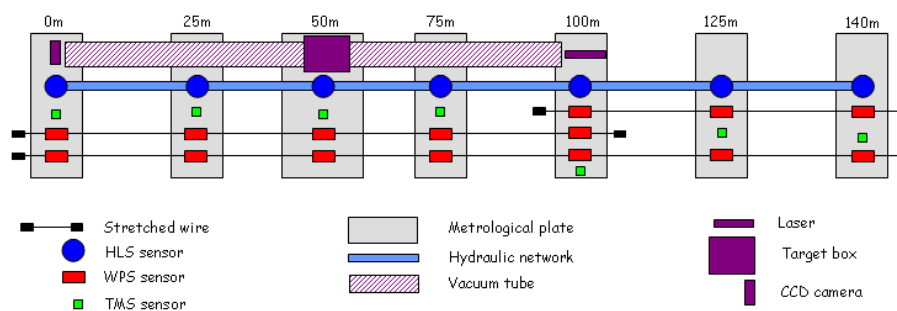 0m 25m 50m 75m 100m 125m 140m
Stretched wire
HLS sensor
WPS sensor
TMS sensor
Metrological plate
Hydraulic network
Vacuum tube
Laser
Target box
CCD camera